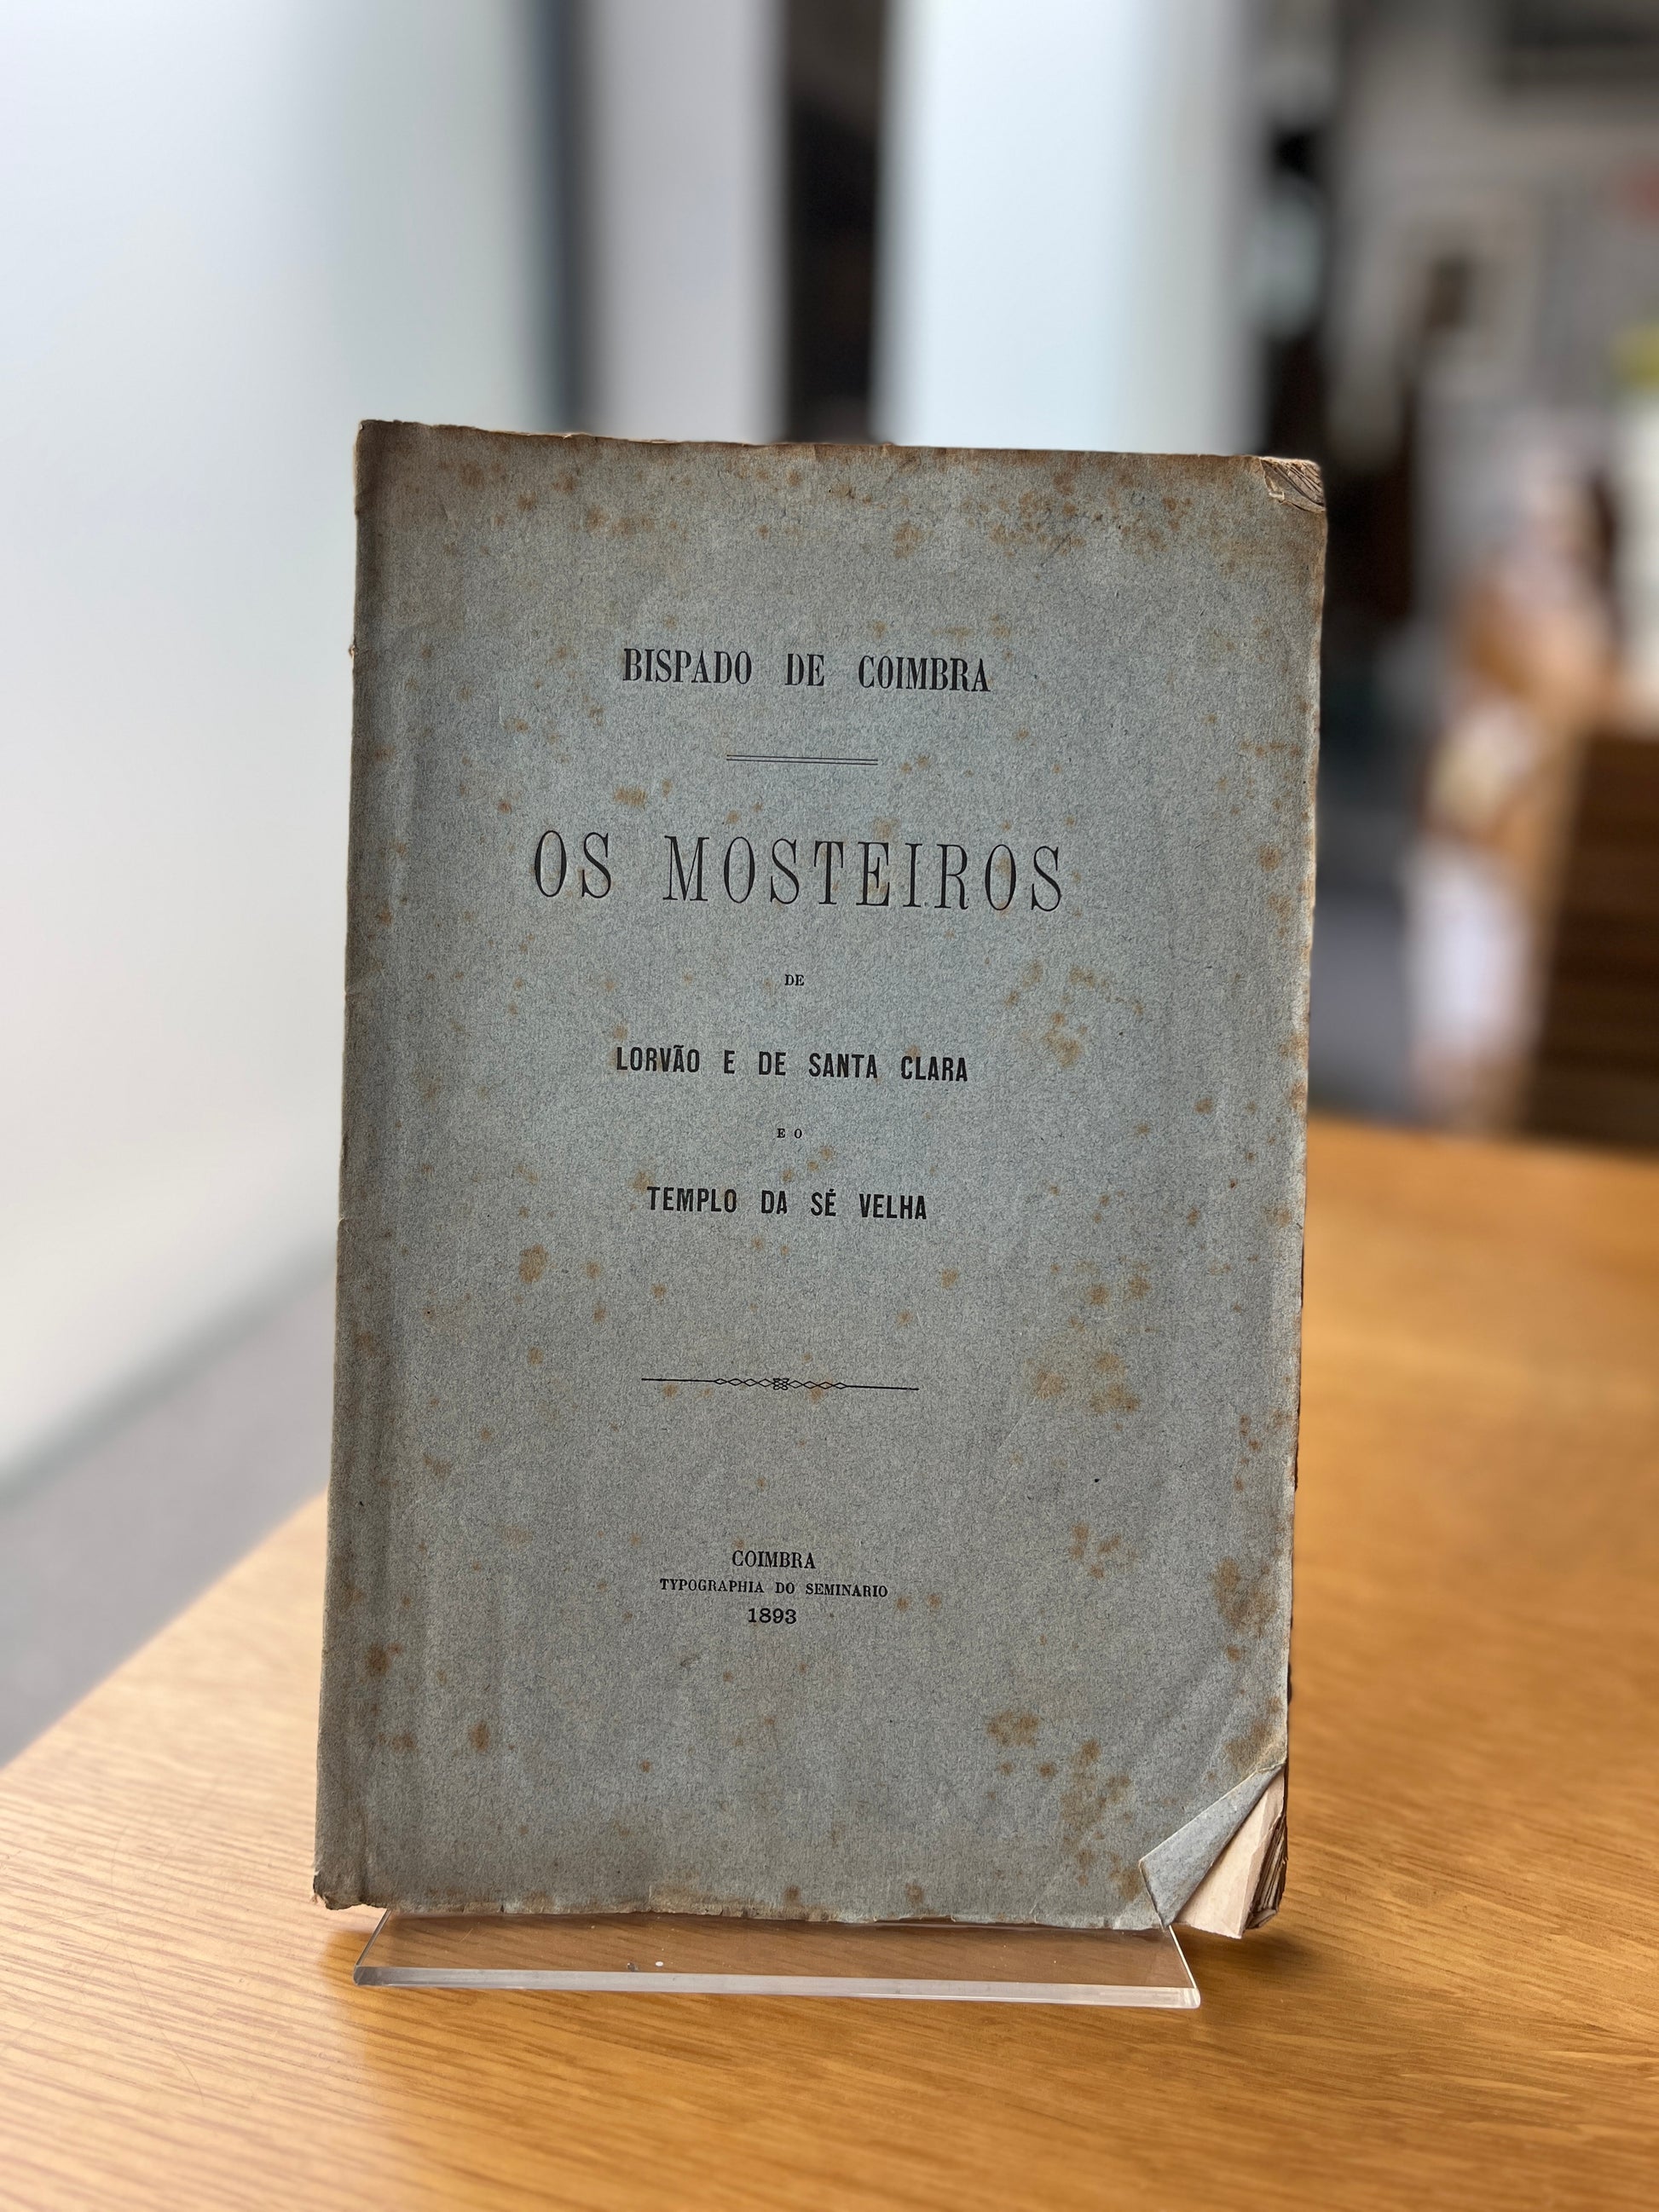 BISPADO DE COIMBRA
OS MOSTEIROS
DE
LORVÃO E DE SANTA CLARA
E O
TEMPLO DA SÉ VELHA
COIMBRA
TYPOGRAPHIA DO SEMINARIO
1893